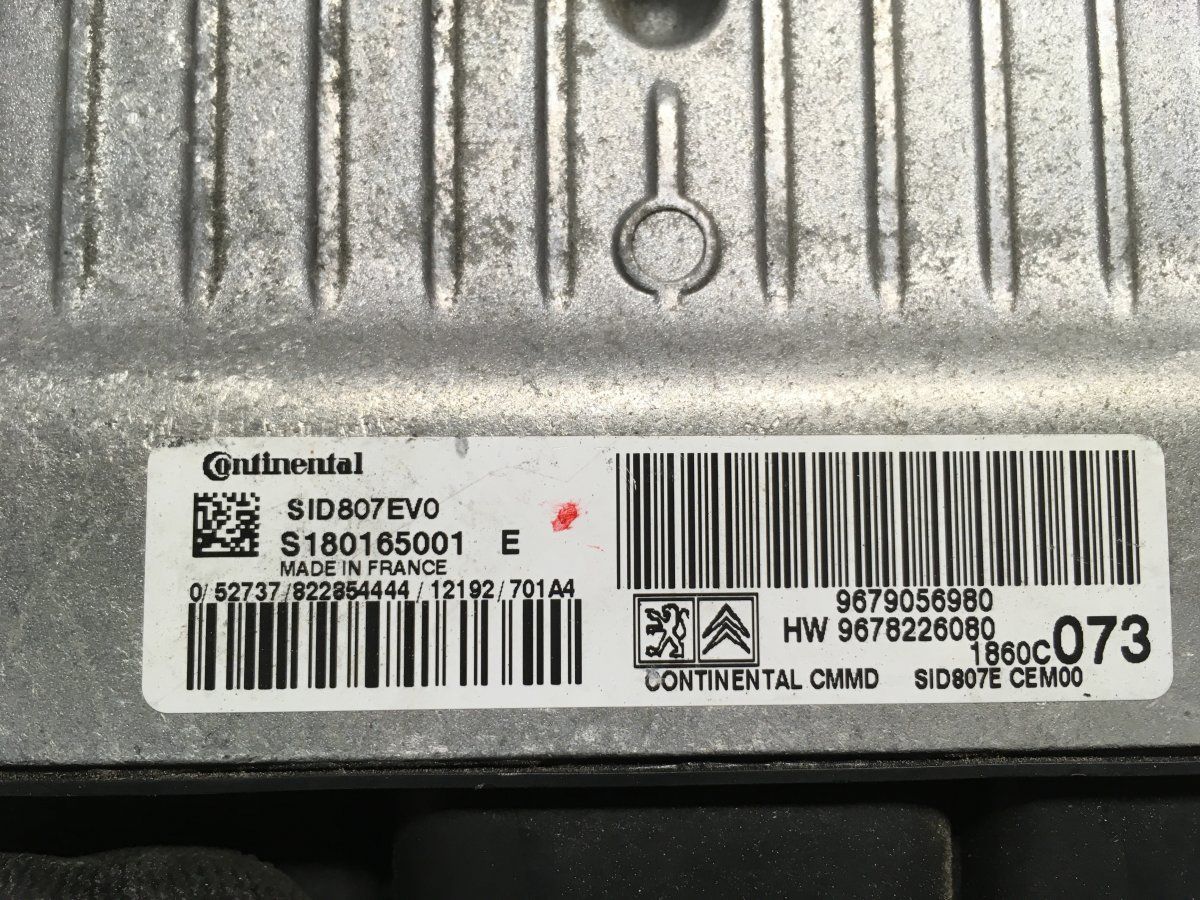 Continental
SID807EV0
S180165001 E
MADE IN FRANCE
0/52737/822854444/12192/701A4
9679056980
HW 9678226080
1860C073
CONTINENTAL CMMD SID807E CEM00